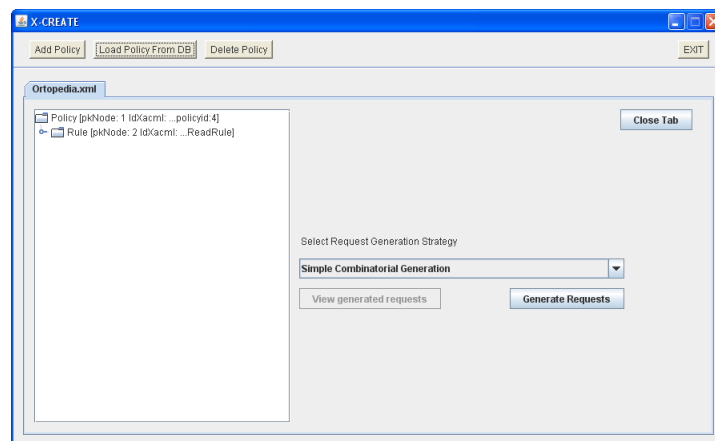 X-CREATE
Add Policy Load Policy From DB Delete Policy EXIT
Ortopedia.xml
Policy [pkNode: 1 IdXacml: ...policyid:4]
Rule [pkNode: 2 IdXacml: ...ReadRule]
Close Tab
Select Request Generation Strategy
Simple Combinatorial Generation
View generated requests Generate Requests